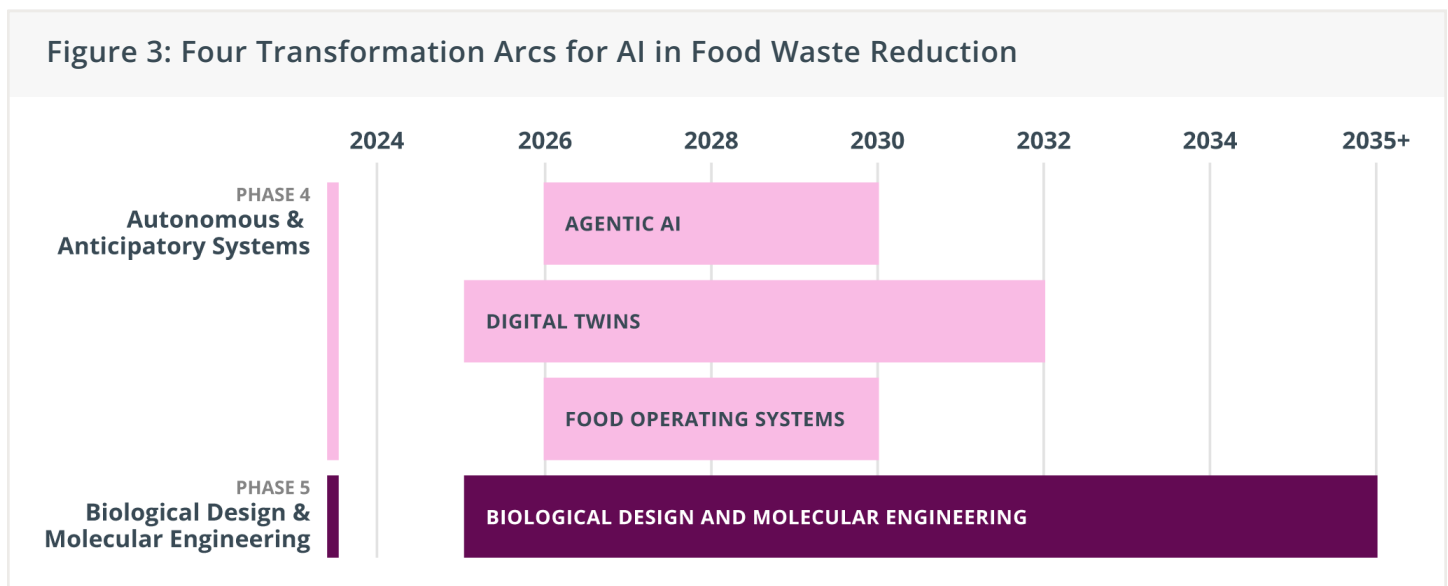 Figure 3: Four Transformation Arcs for AI in Food Waste Reduction
2024 2026 2028 2030 2032 2034 2035+
PHASE 4
Autonomous &
Anticipatory Systems
AGENTIC AI
DIGITAL TWINS
FOOD OPERATING SYSTEMS
PHASE 5
Biological Design &
Molecular Engineering
BIOLOGICAL DESIGN AND MOLECULAR ENGINEERING